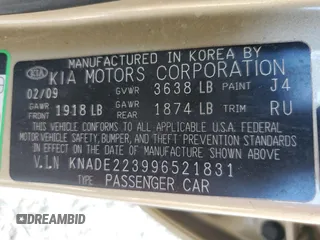 MANUFACTURED IN KOREA BY
KIA KIA MOTORS CORPORATION
02/09 GVWR 3638 LB PAINT J4
GAWR FRONT 1918 LB GAWR REAR 1874 LB TRIM RU
THIS VEHICLE CONFORMS TO ALL APPLICABLE U.S.A. FEDERAL
MOTOR VEHICLE SAFETY, BUMPER, AND THEFT PREVENTION STANDARDS
IN EFFECT ON THE DATE OF MANUFACTURE SHOWN ABOVE.
V.I.N KNADE223996521831
TYPE PASSENGER CAR
© DREAMBID.COM